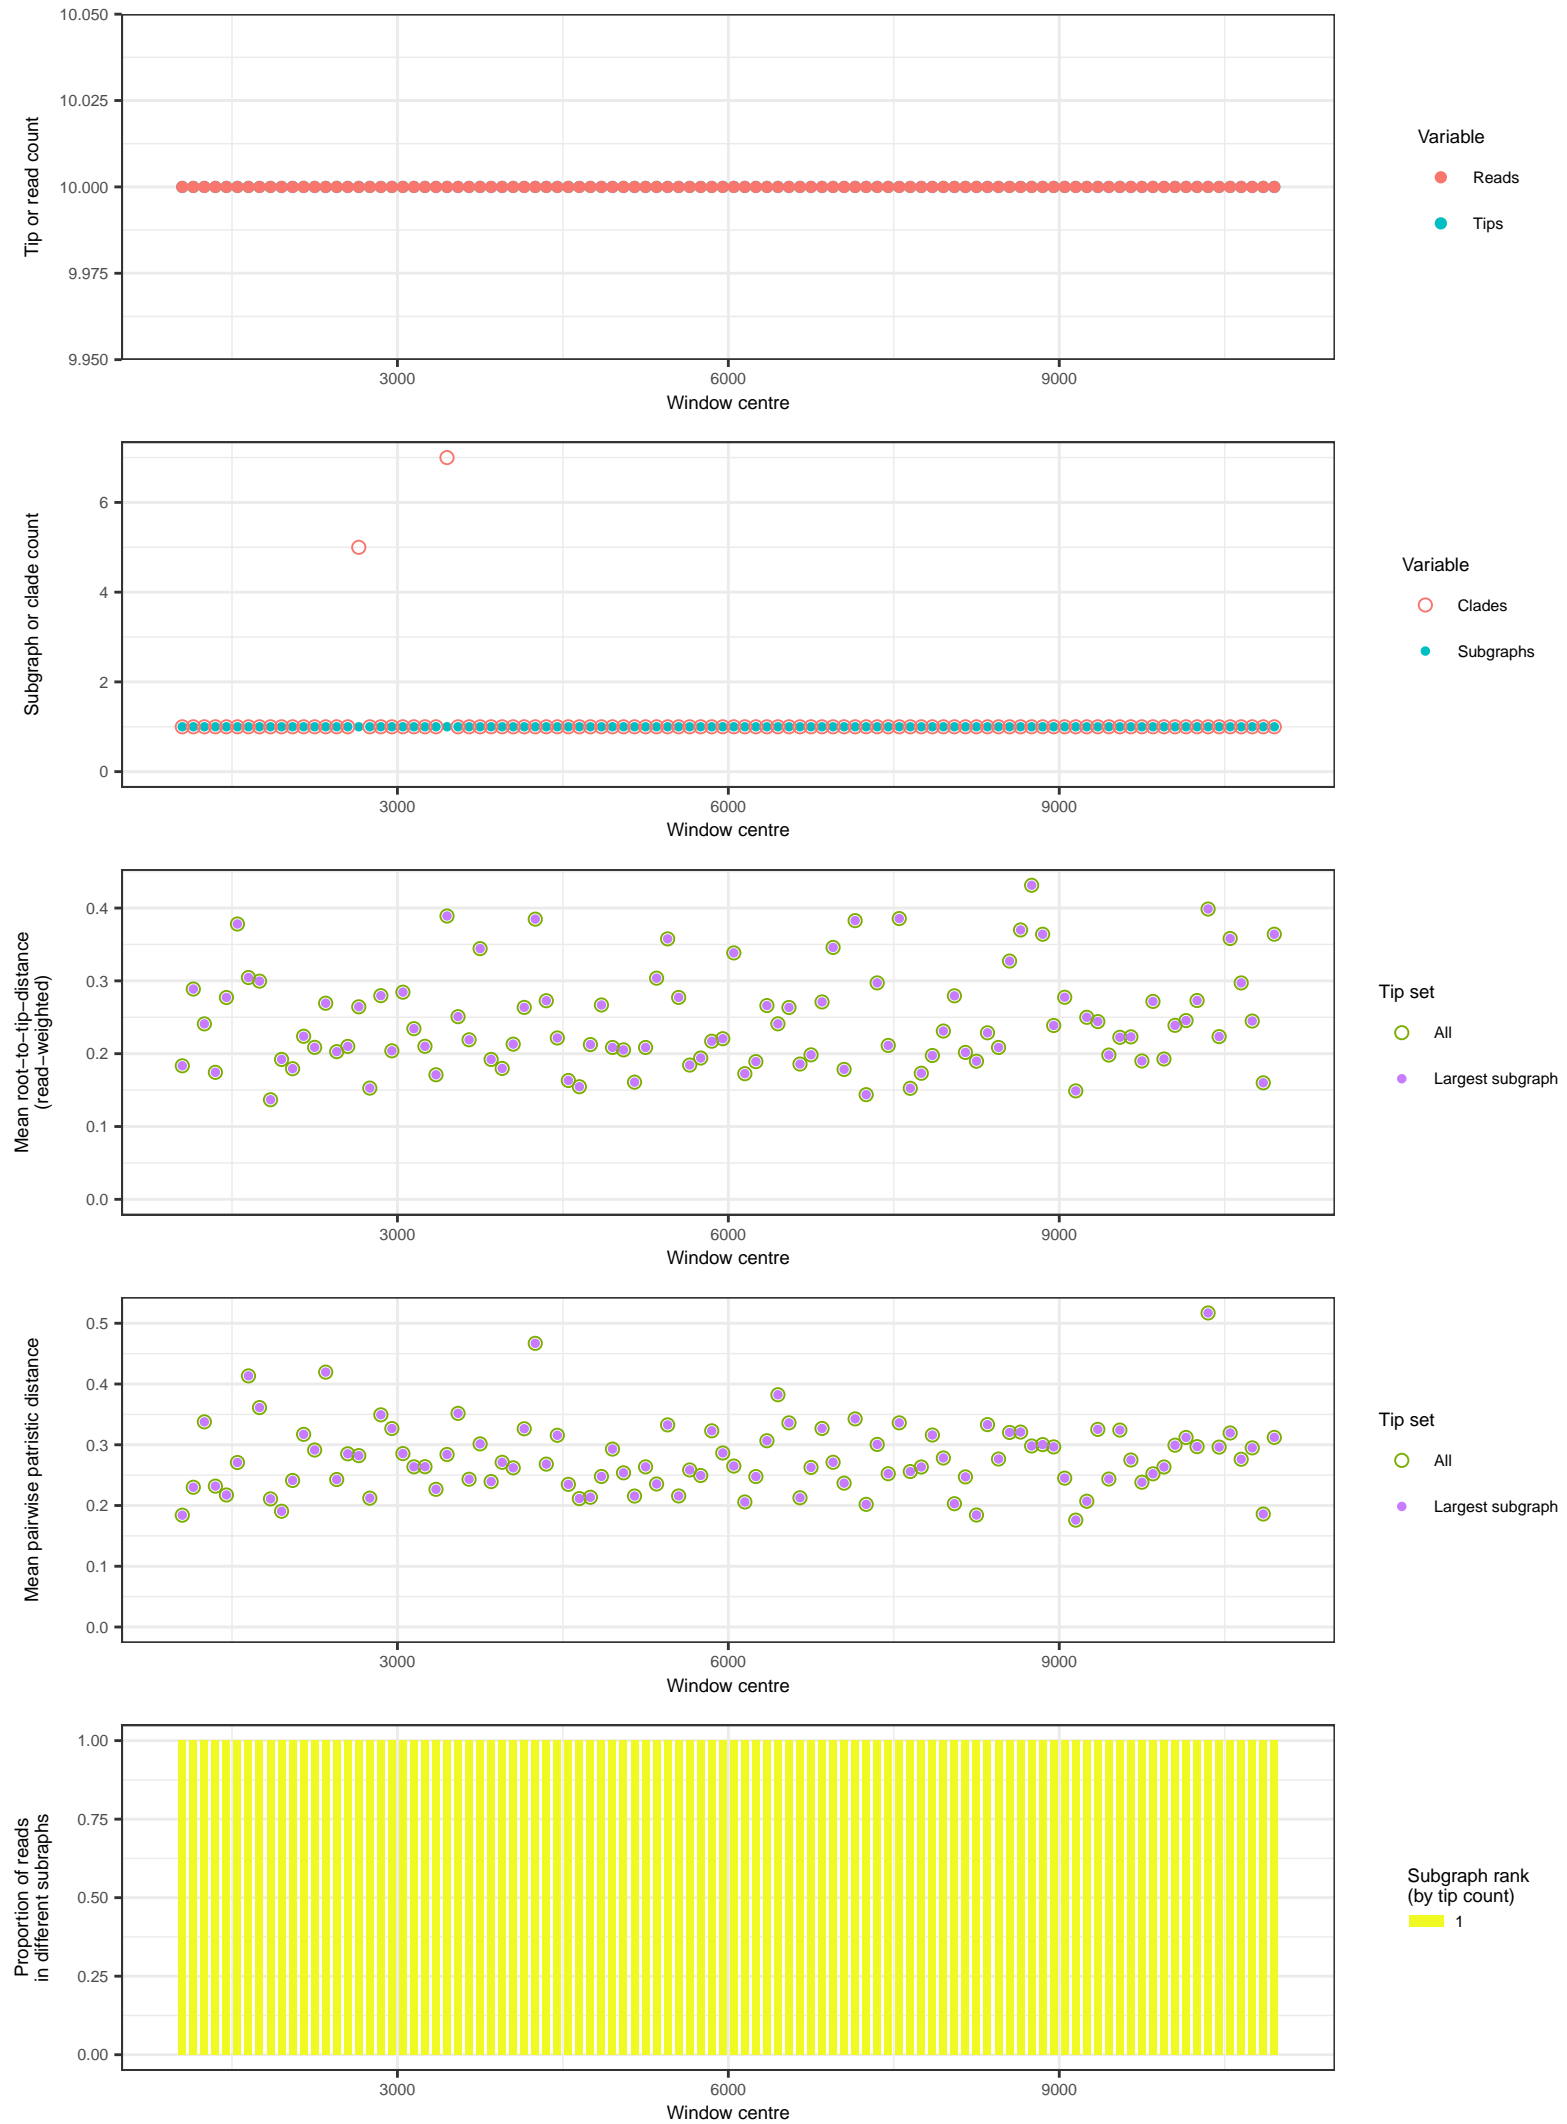 10.050
10.025
10.000
9.975
9.950
Tip or read count
3000
6000
9000
Window centre
Variable
Reads
Tips
6
4
2
0
Subgraph or clade count
3000
6000
9000
Window centre
Variable
Clades
Subgraphs
0.4
0.3
0.2
0.1
0.0
Mean root−to−tip−distance
(read−weighted)
3000
6000
9000
Window centre
Tip set
All
Largest subgraph
0.5
0.4
0.3
0.2
0.1
0.0
Mean pairwise patristic distance
3000
6000
9000
Window centre
Tip set
All
Largest subgraph
1.00
0.75
0.50
0.25
0.00
Proportion of reads
in different subraphs
3000
6000
9000
Window centre
Subgraph rank
(by tip count)
1